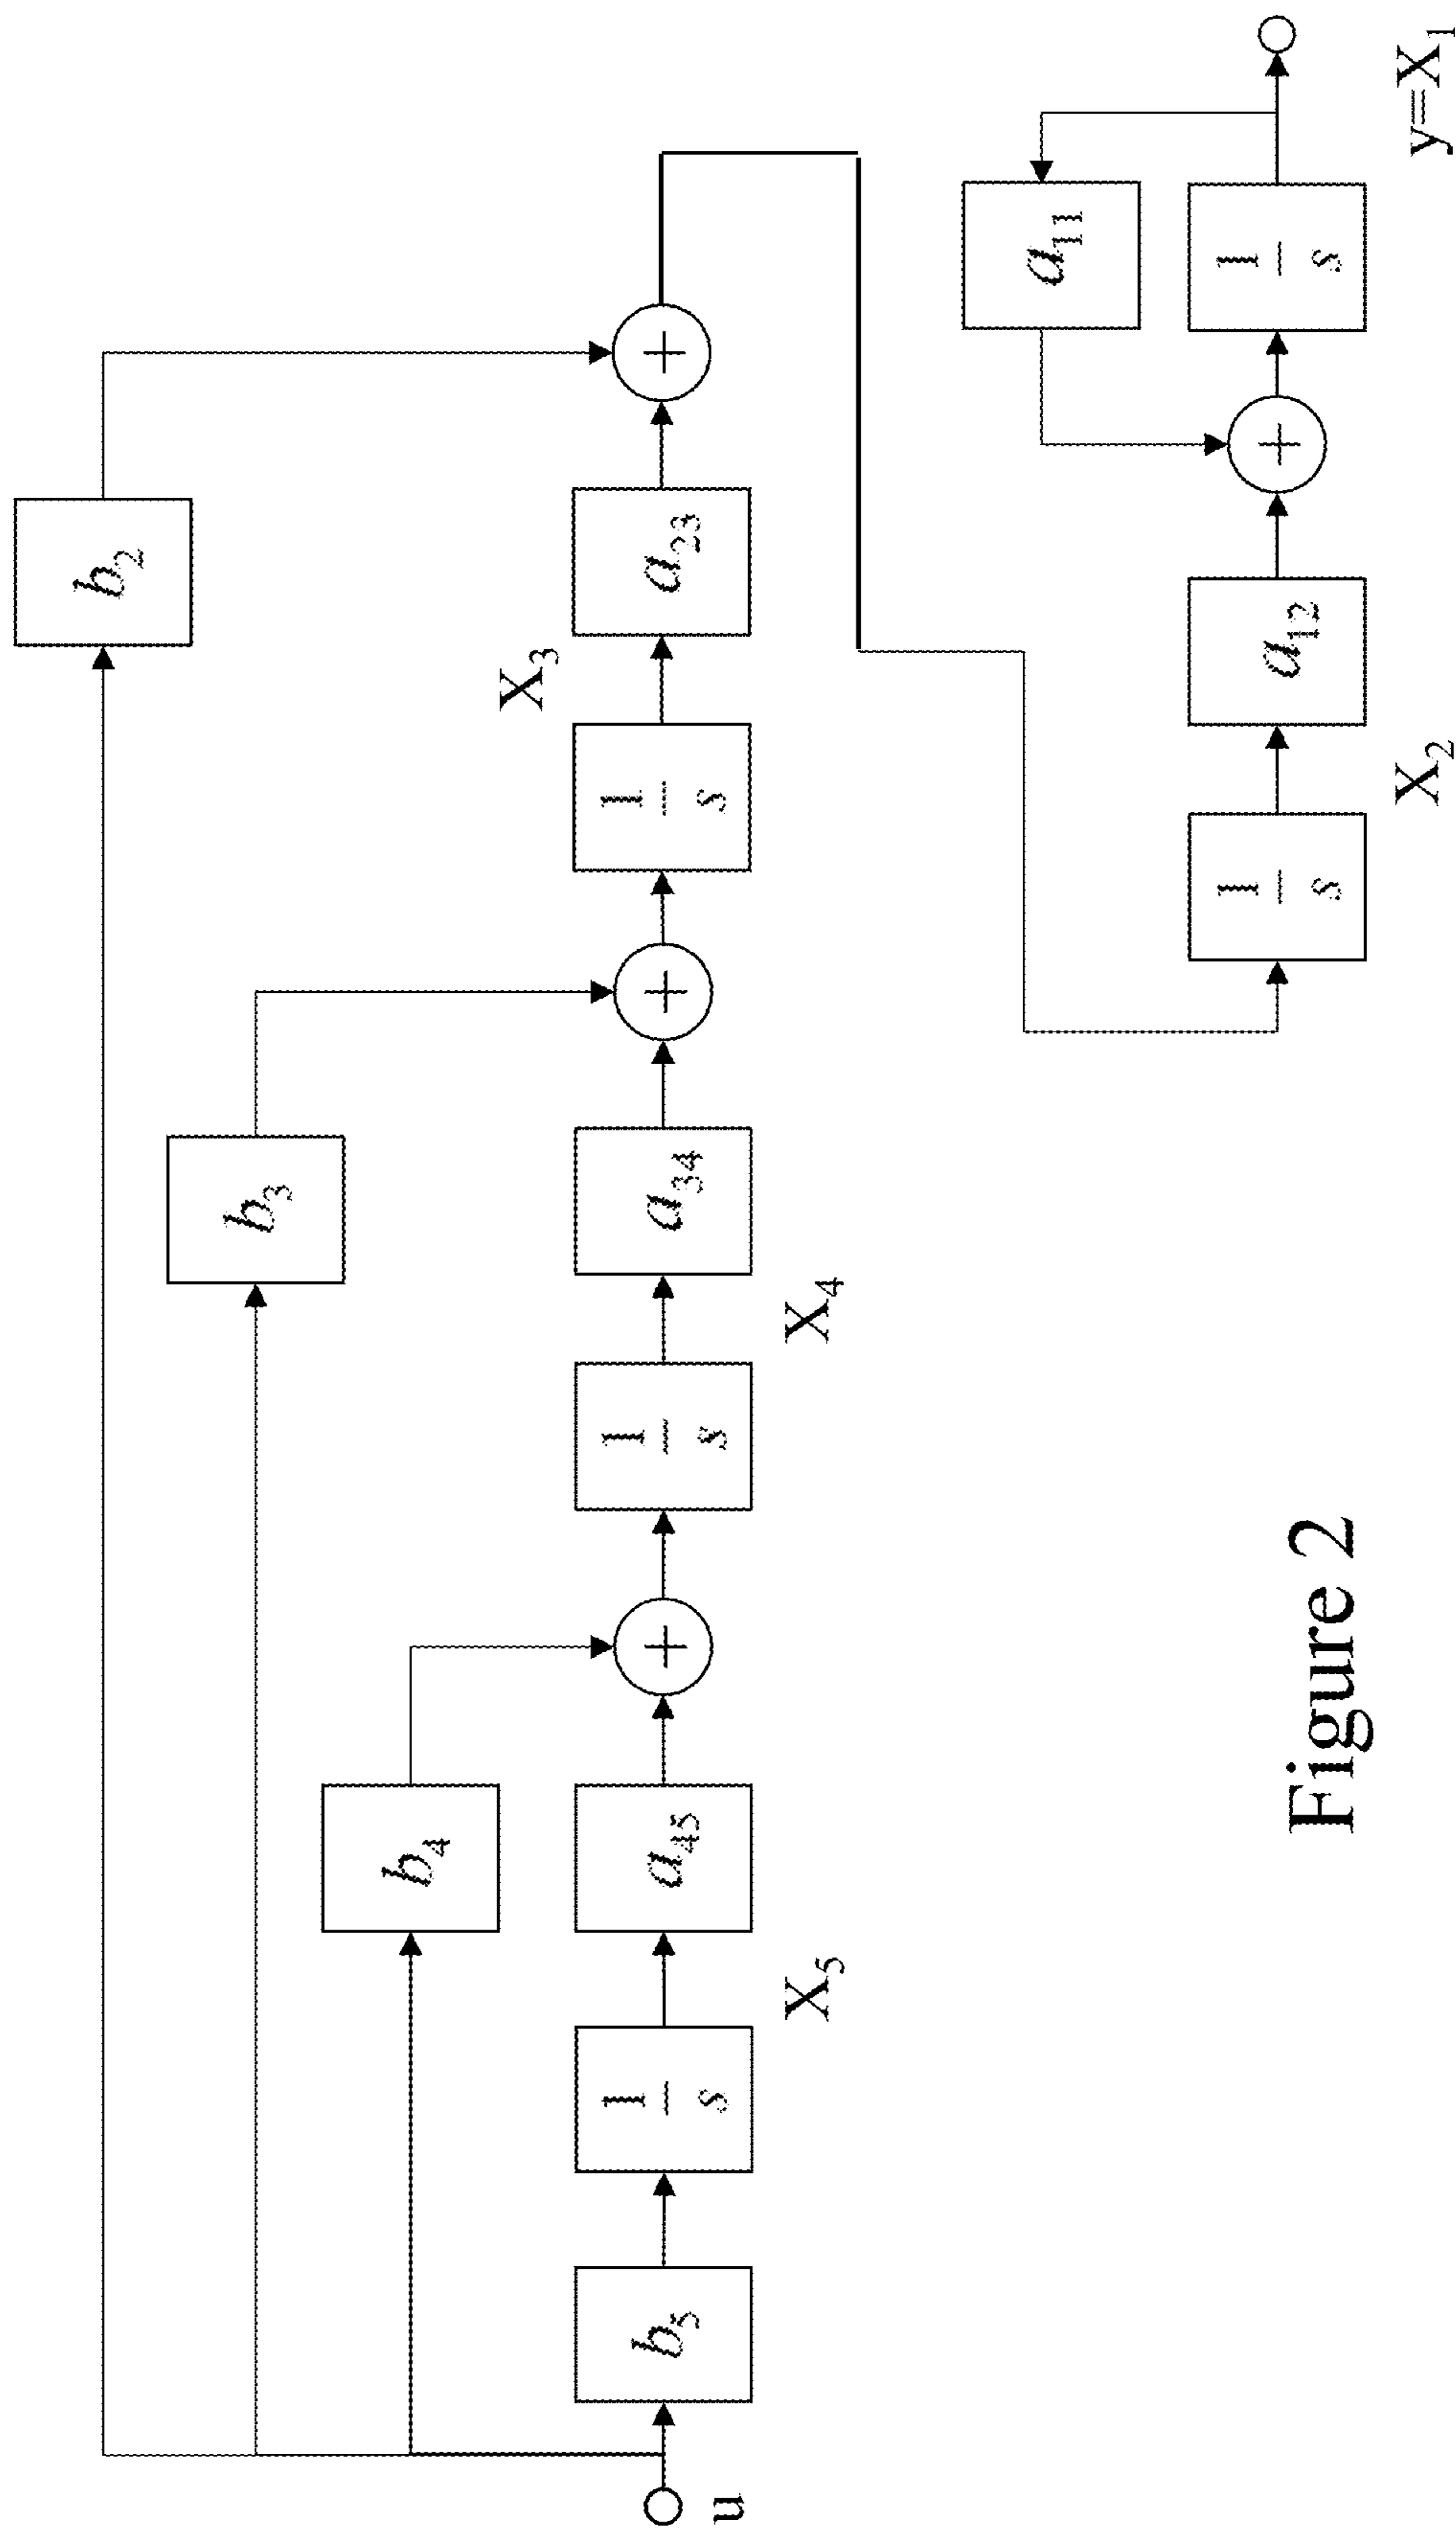 b₂
b₃
b₄
u
b₅
1
s
X₅
a₄₅
+
1
s
X₄
a₃₄
+
1
s
X₃
a₂₃
+
1
s
X₂
a₁₂
+
a₁₁
1
s
y=X₁
Figure 2